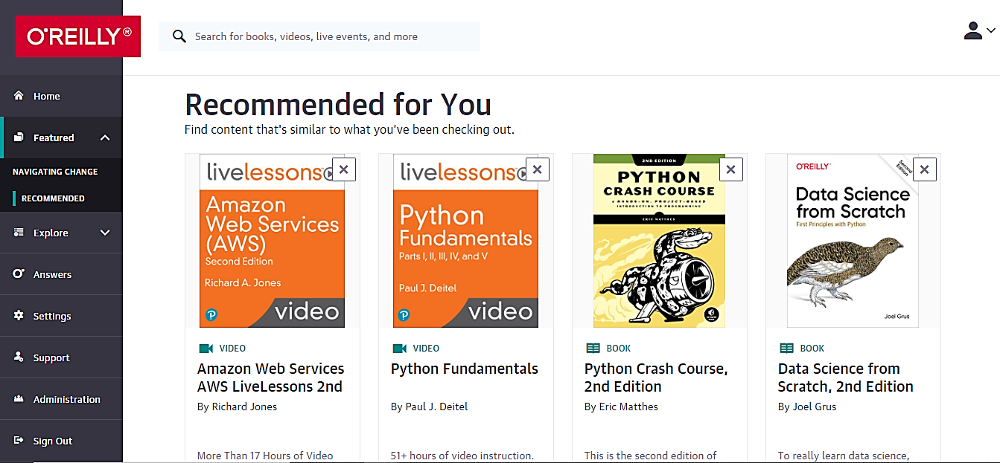 O'REILLY®
Search for books, videos, live events, and more
Home
Featured
NAVIGATING CHANGE
RECOMMENDED
Explore
Answers
Settings
Support
Administration
Sign Out
Recommended for You
Find content that's similar to what you've been checking out.
livelessons
Amazon
Web Services
(AWS)
Second Edition
Richard A. Jones
P
video
VIDEO
Amazon Web Services
AWS LiveLessons 2nd
By Richard Jones
More Than 17 Hours of Video
livelessons
Python
Fundamentals
Parts I, II, III, IV, and V
Paul J. Deitel
P
video
VIDEO
Python Fundamentals
By Paul J. Deitel
51+ hours of video instruction.
2ND EDITION
PYTHON
CRASH COURSE
A HANDS-ON, PROJECT-BASED
INTRODUCTION TO PROGRAMMING
ERIC MATTHES
BOOK
Python Crash Course,
2nd Edition
By Eric Matthes
This is the second edition of
O'REILLY®
Second
Edition
Data Science
from Scratch
First Principles with Python
Joel Grus
BOOK
Data Science from
Scratch, 2nd Edition
By Joel Grus
To really learn data science,